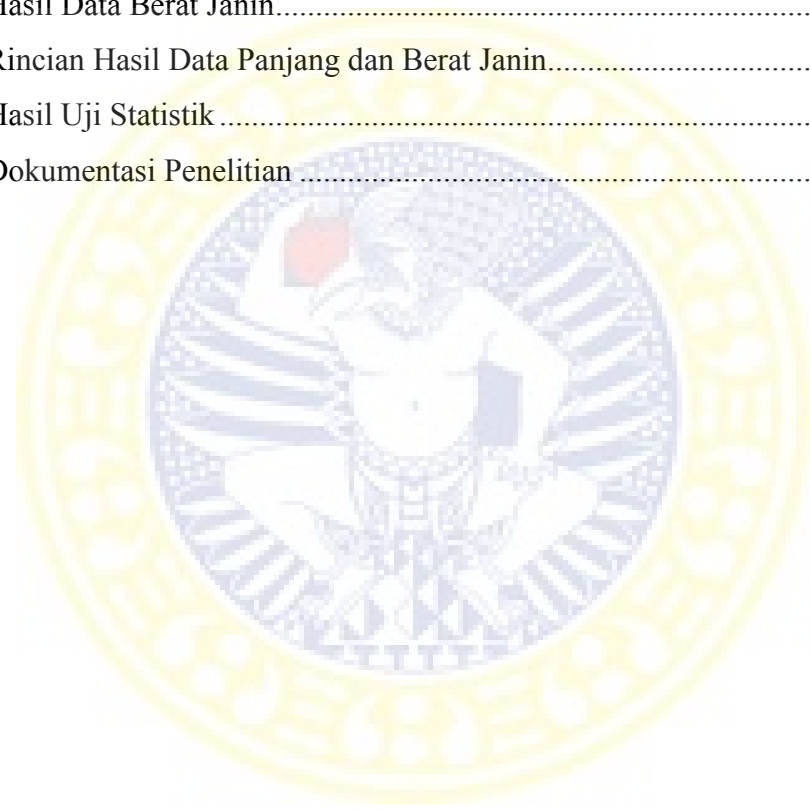 Hasil Data Berat Janin....................................................................
Rincian Hasil Data Panjang dan Berat Janin.................................
Hasil Uji Statistik...........................................................................
Dokumentasi Penelitian .................................................................